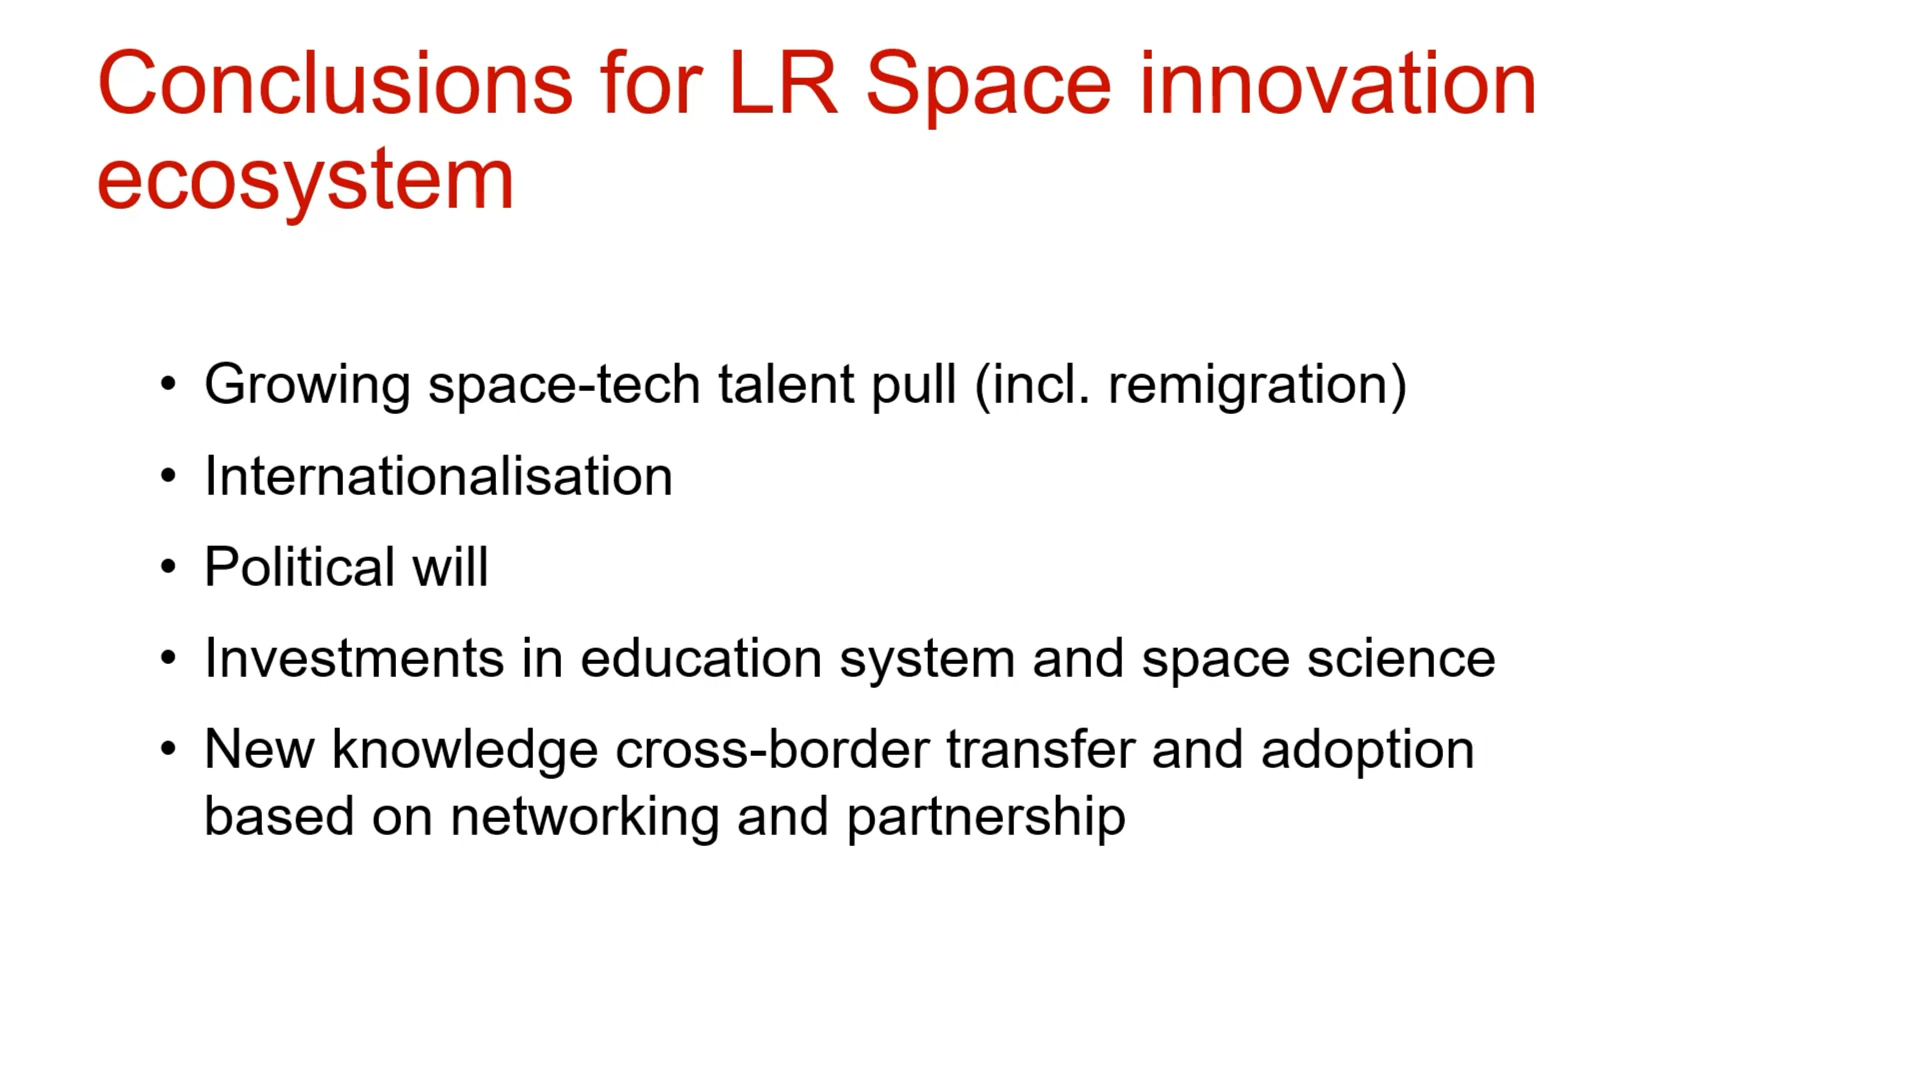 Conclusions for LR Space innovation
ecosystem
• Growing space-tech talent pull (incl. remigration)
• Internationalisation
• Political will
• Investments in education system and space science
• New knowledge cross-border transfer and adoption
based on networking and partnership